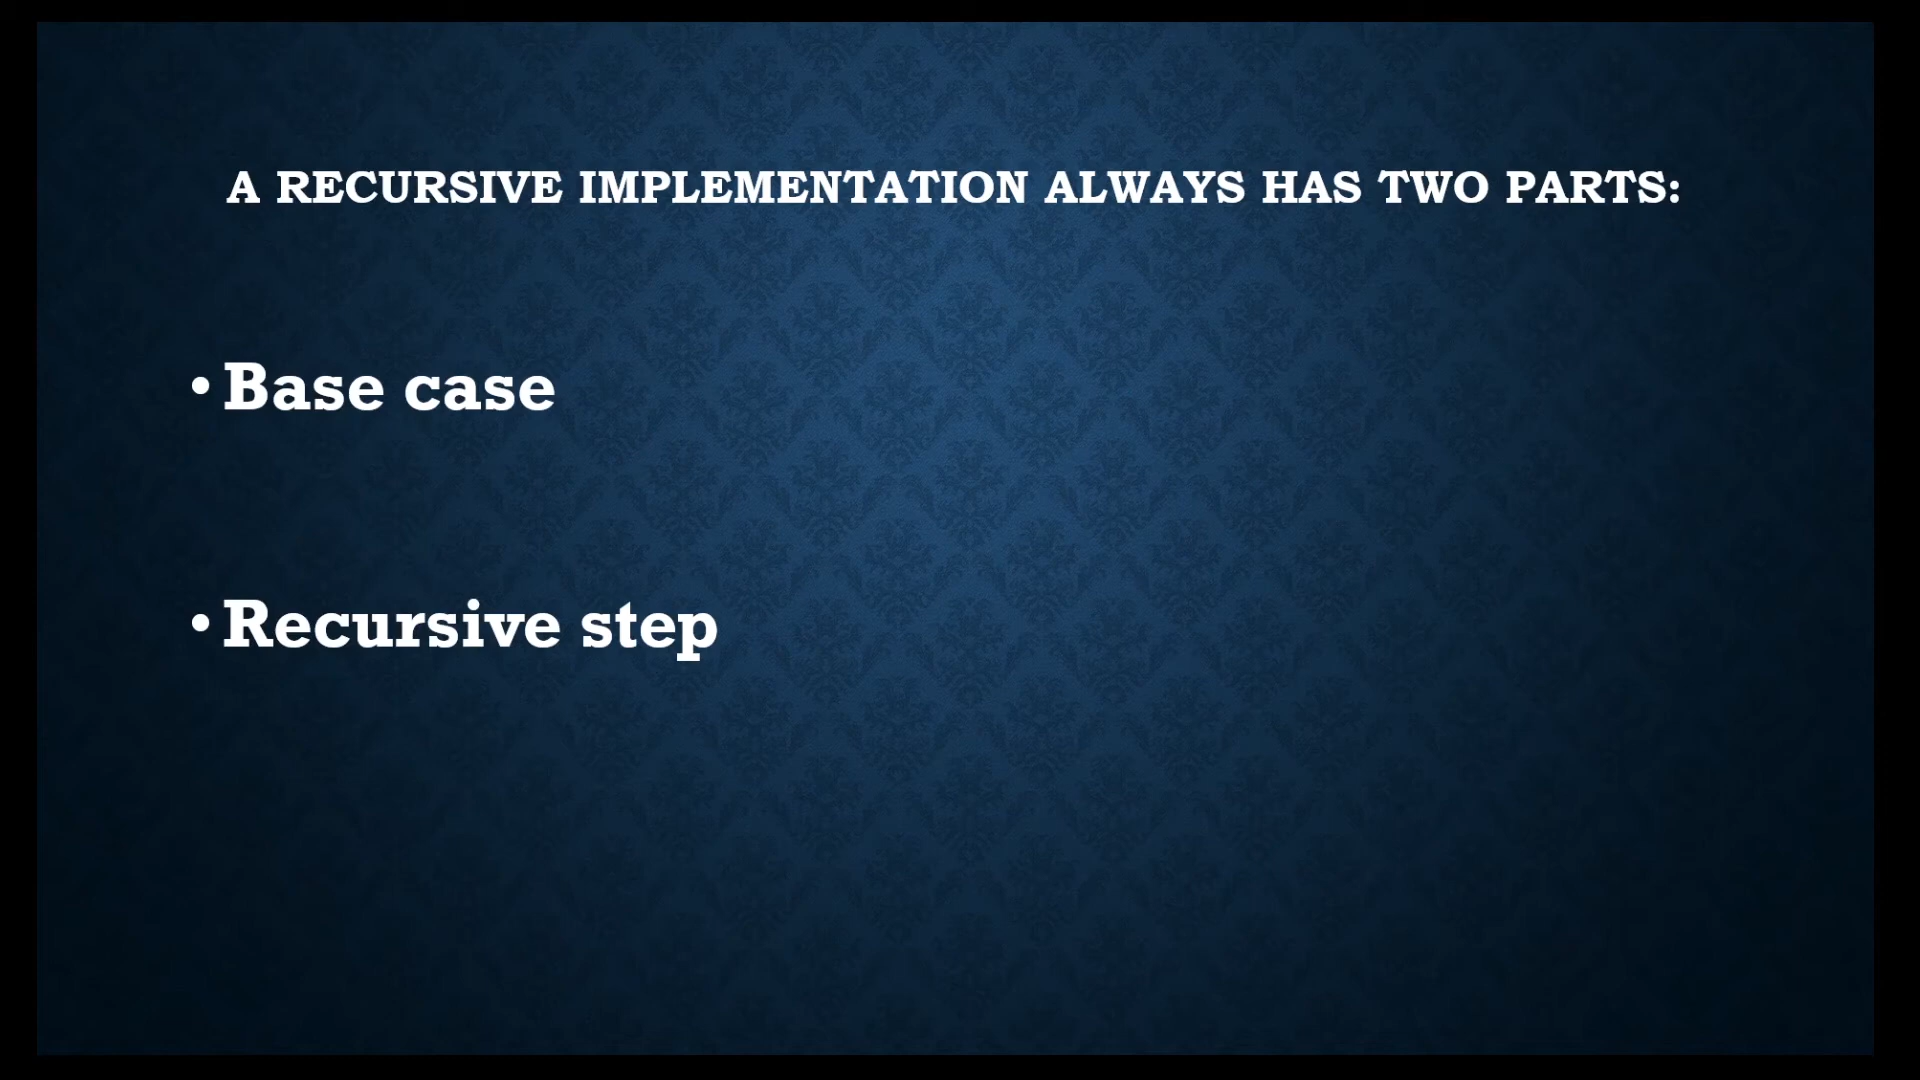 A RECURSIVE IMPLEMENTATION ALWAYS HAS TWO PARTS:
• Base case
• Recursive step